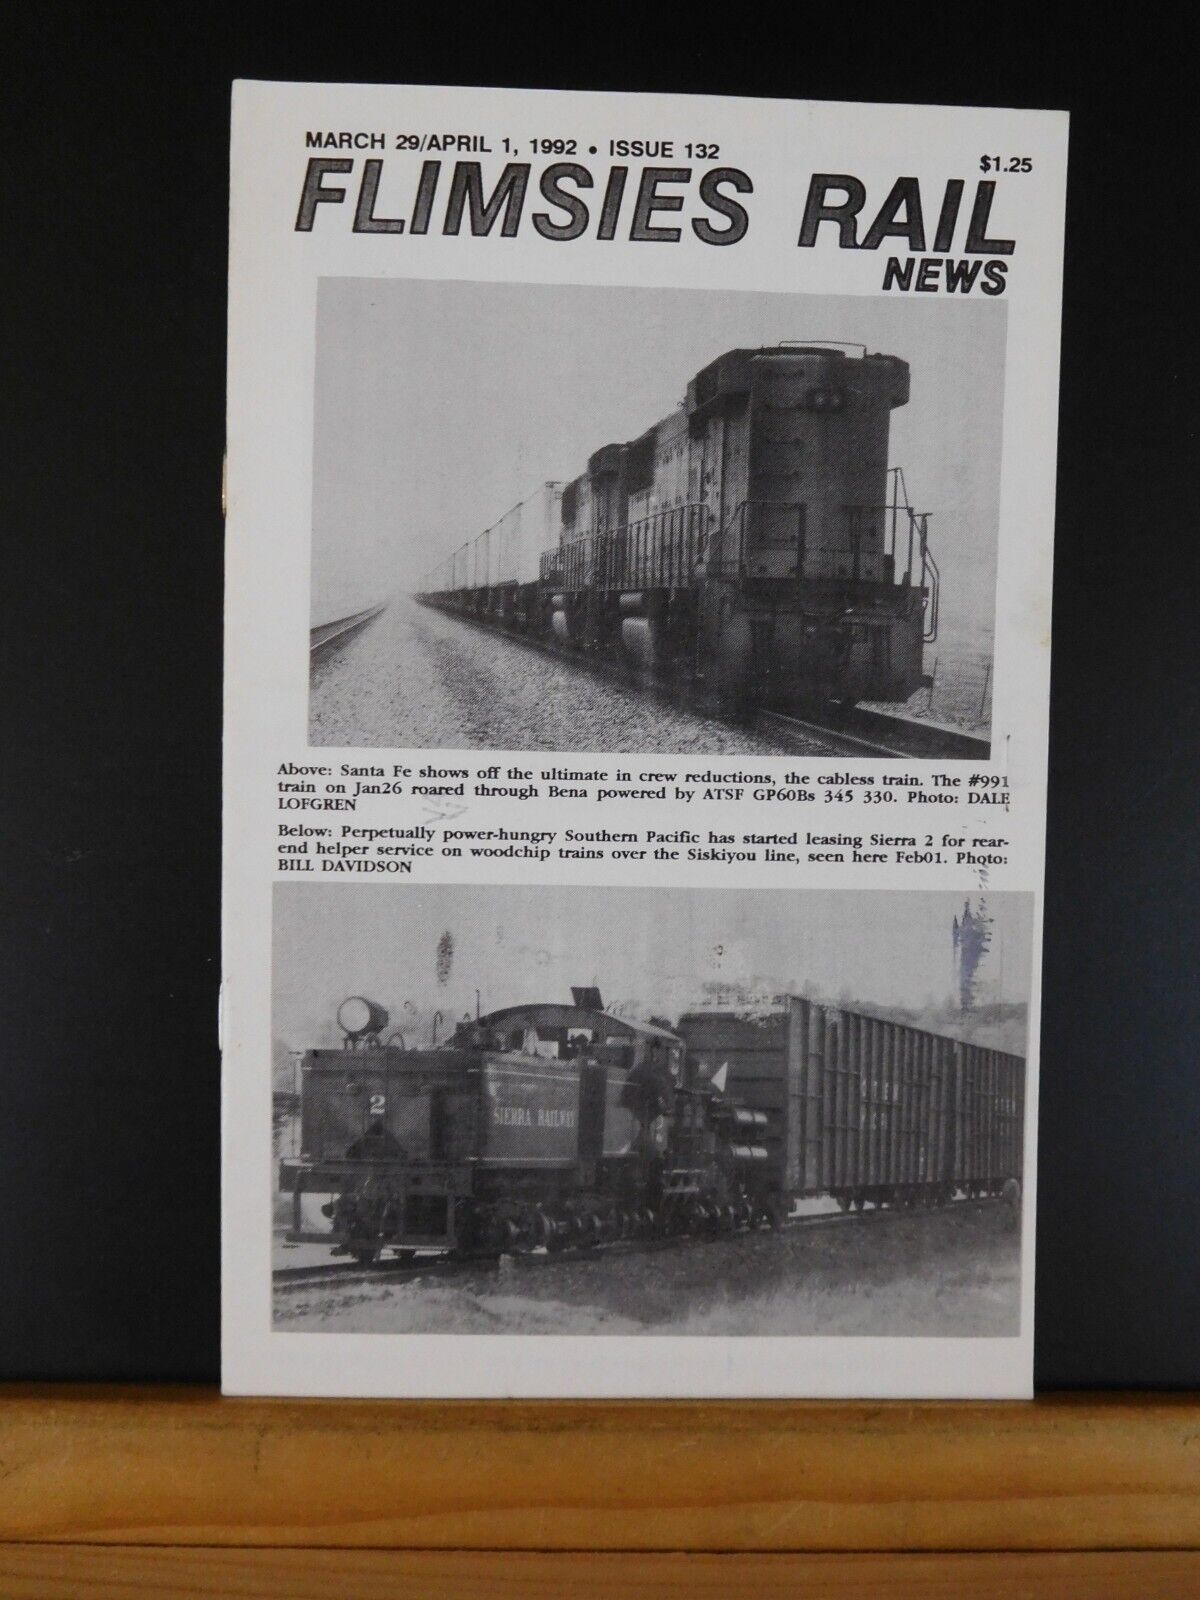 MARCH 29/APRIL 1, 1992 • ISSUE 132
$1.25
FLIMSIES RAIL
NEWS
Above: Santa Fe shows off the ultimate in crew reductions, the cabless train. The #991
train on Jan26 roared through Bena powered by ATSF GP60Bs 345 330. Photo: DALE
LOFGREN
Below: Perpetually power-hungry Southern Pacific has started leasing Sierra 2 for rear-
end helper service on woodchip trains over the Siskiyou line, seen here Feb01. Photo:
BILL DAVIDSON
2
SIERRA RAILWAY